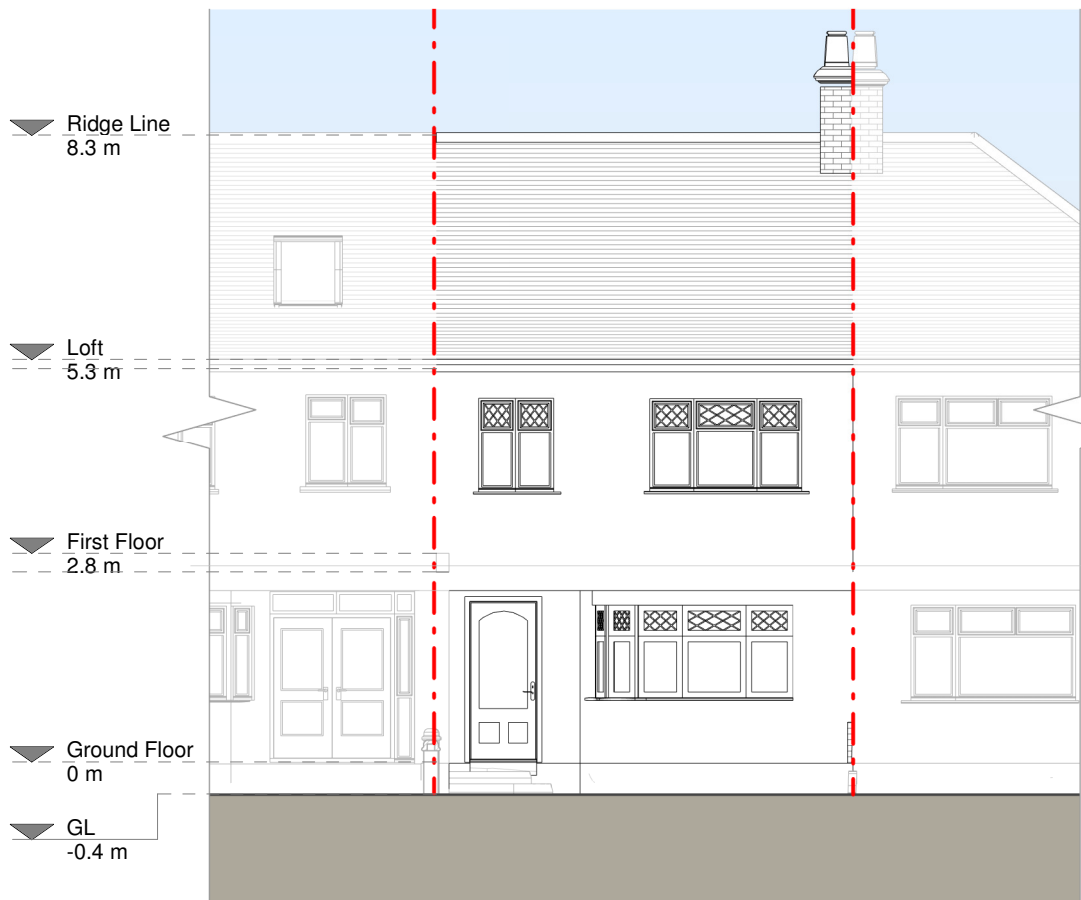 Ridge Line
8.3 m
Loft
5.3 m
First Floor
2.8 m
Ground Floor
0 m
GL
-0.4 m